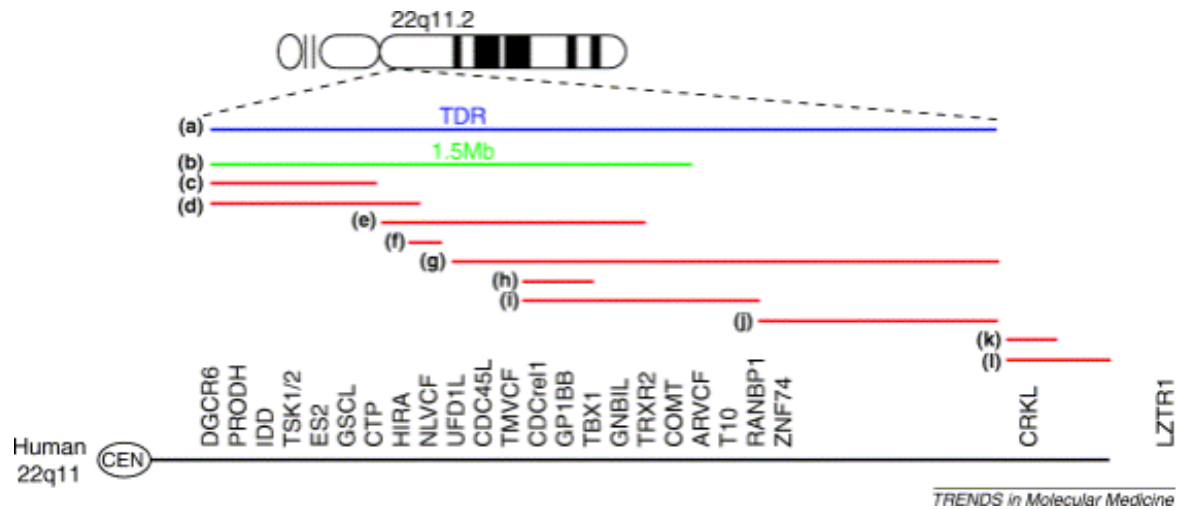 22q11.2
(a) TDR
(b) 1.5Mb
(c)
(d)
(e)
(f)
(g)
(h)
(i)
(j)
(k)
(l)
DGCR6
PRODH
IDD
TSK1/2
ES2
GSCL
CTP
HIRA
NLVCF
UFD1L
CDC45L
TMVCF
CDCrel1
GP1BB
TBX1
GNBIL
TRXR2
COMT
ARVCF
T10
RANBP1
ZNF74
CRKL
LZTR1
Human
22q11
CEN
TRENDS in Molecular Medicine